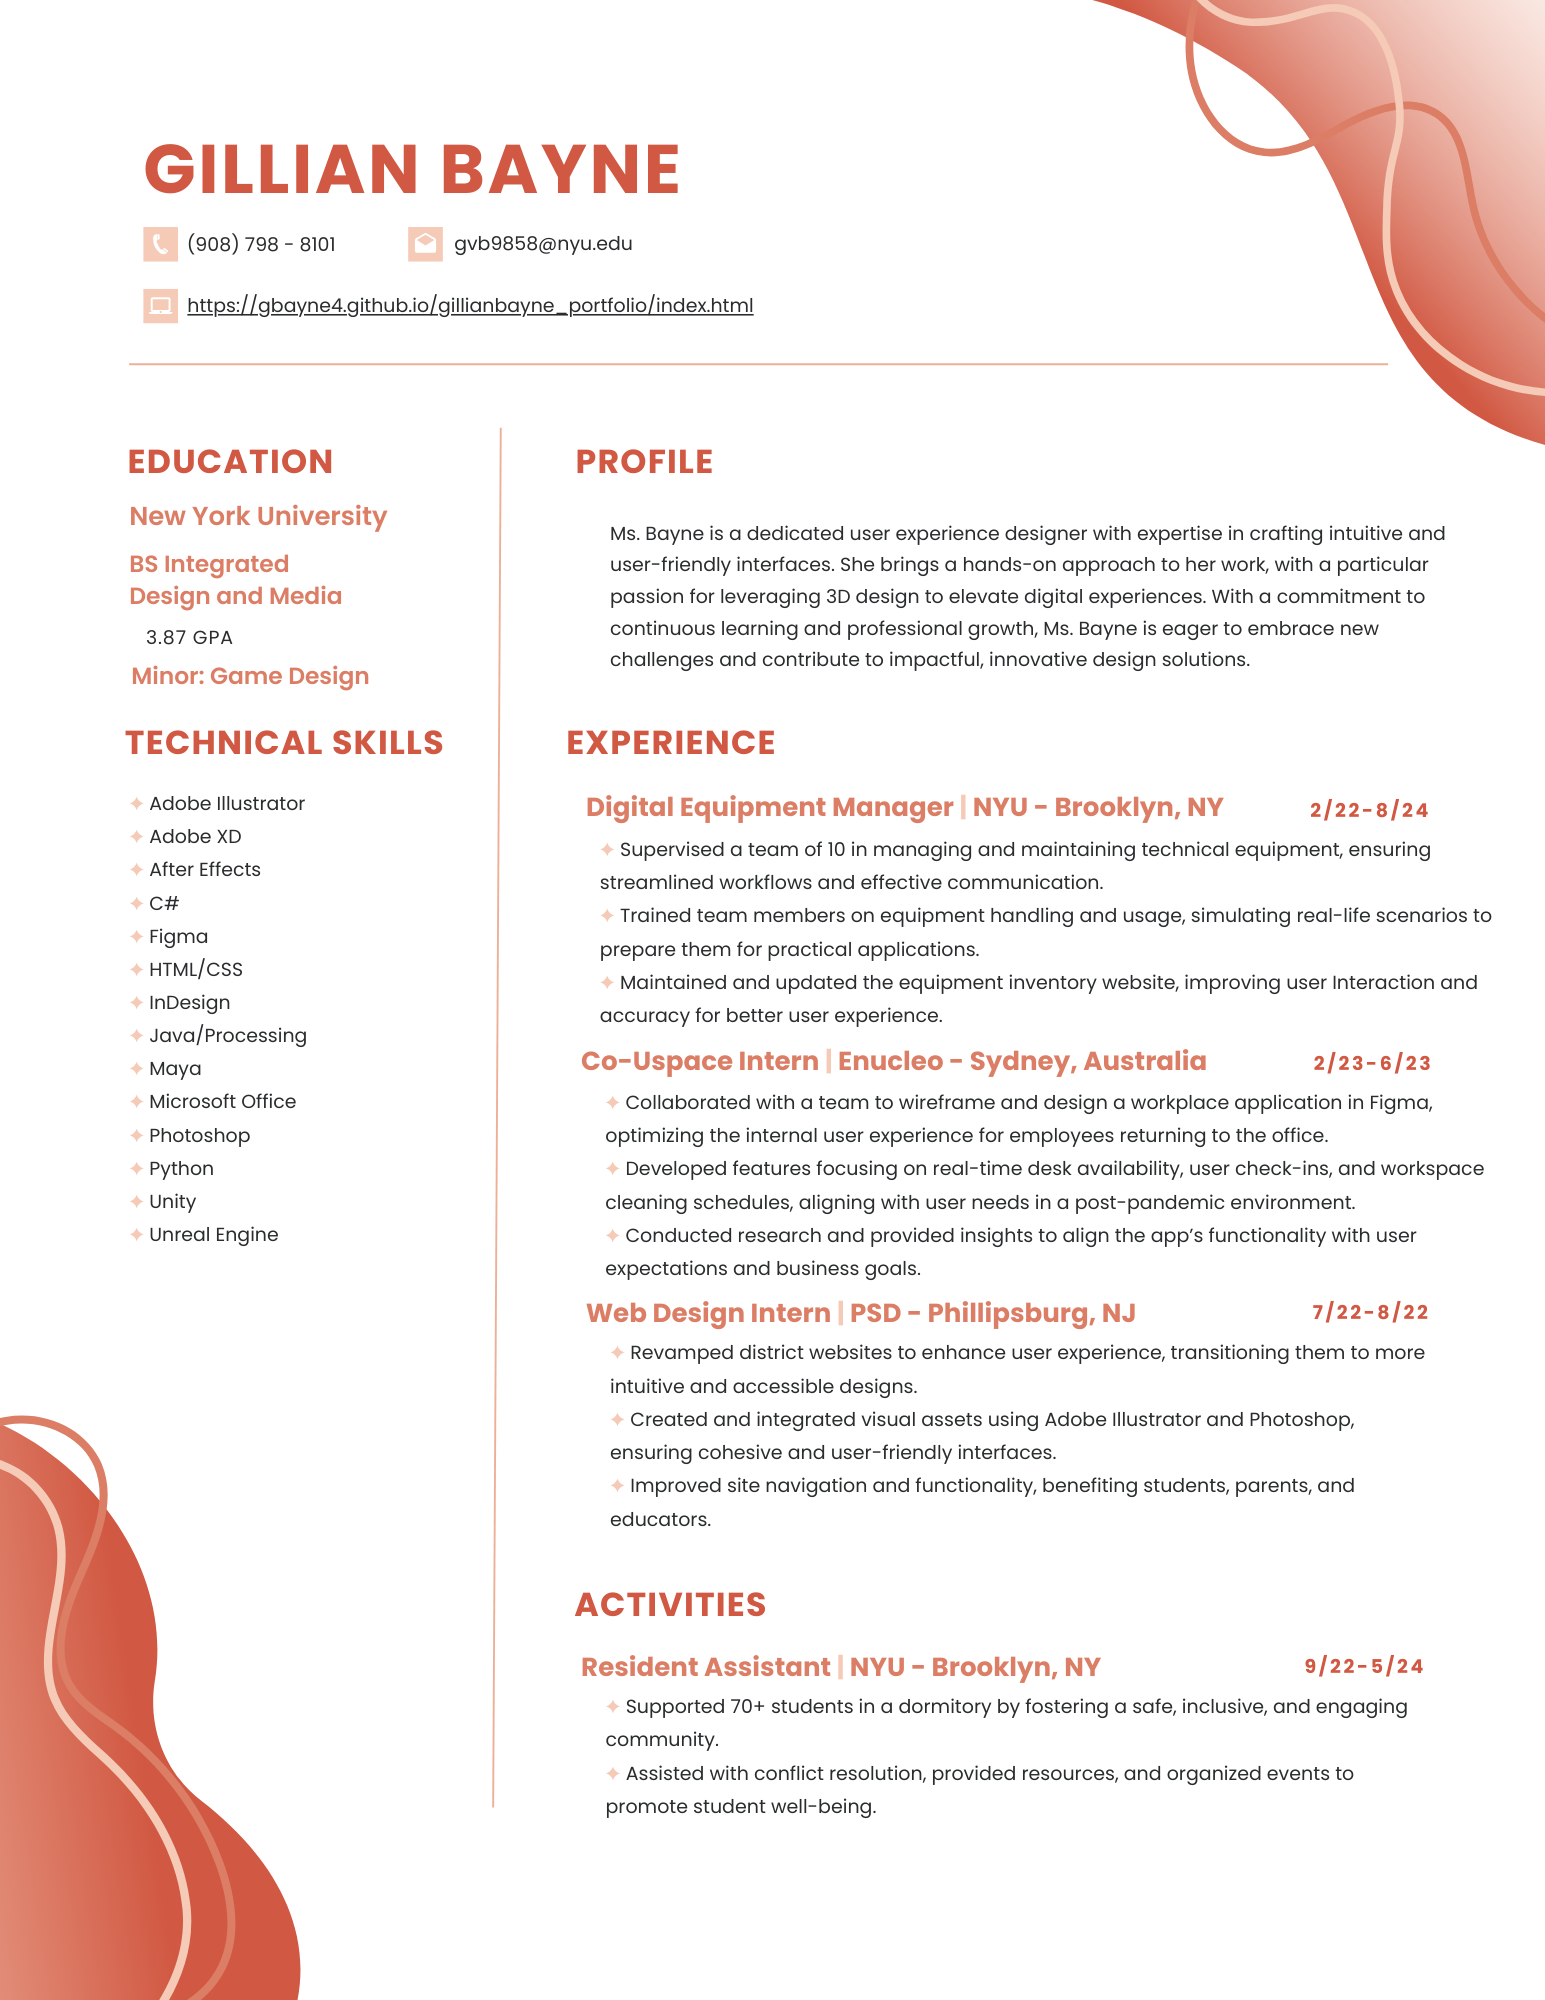 GILLIAN BAYNE
(908) 798 - 8101
gvb9858@nyu.edu
https://gbayne4.github.io/gillianbayne_portfolio/index.html
EDUCATION
New York University
BS Integrated
Design and Media
3.87 GPA
Minor: Game Design
TECHNICAL SKILLS
✦ Adobe Illustrator
✦ Adobe XD
✦ After Effects
✦ C#
✦ Figma
✦ HTML/CSS
✦ InDesign
✦ Java/Processing
✦ Maya
✦ Microsoft Office
✦ Photoshop
✦ Python
✦ Unity
✦ Unreal Engine
PROFILE
Ms. Bayne is a dedicated user experience designer with expertise in crafting intuitive and
user-friendly interfaces. She brings a hands-on approach to her work, with a particular
passion for leveraging 3D design to elevate digital experiences. With a commitment to
continuous learning and professional growth, Ms. Bayne is eager to embrace new
challenges and contribute to impactful, innovative design solutions.
EXPERIENCE
Digital Equipment Manager | NYU - Brooklyn, NY 2/22-8/24
✦ Supervised a team of 10 in managing and maintaining technical equipment, ensuring
streamlined workflows and effective communication.
✦ Trained team members on equipment handling and usage, simulating real-life scenarios to
prepare them for practical applications.
✦ Maintained and updated the equipment inventory website, improving user Interaction and
accuracy for better user experience.
Co-Uspace Intern | Enucleo - Sydney, Australia 2/23-6/23
✦ Collaborated with a team to wireframe and design a workplace application in Figma,
optimizing the internal user experience for employees returning to the office.
✦ Developed features focusing on real-time desk availability, user check-ins, and workspace
cleaning schedules, aligning with user needs in a post-pandemic environment.
✦ Conducted research and provided insights to align the app’s functionality with user
expectations and business goals.
Web Design Intern | PSD - Phillipsburg, NJ 7/22-8/22
✦ Revamped district websites to enhance user experience, transitioning them to more
intuitive and accessible designs.
✦ Created and integrated visual assets using Adobe Illustrator and Photoshop,
ensuring cohesive and user-friendly interfaces.
✦ Improved site navigation and functionality, benefiting students, parents, and
educators.
ACTIVITIES
Resident Assistant | NYU - Brooklyn, NY 9/22-5/24
✦ Supported 70+ students in a dormitory by fostering a safe, inclusive, and engaging
community.
✦ Assisted with conflict resolution, provided resources, and organized events to
promote student well-being.